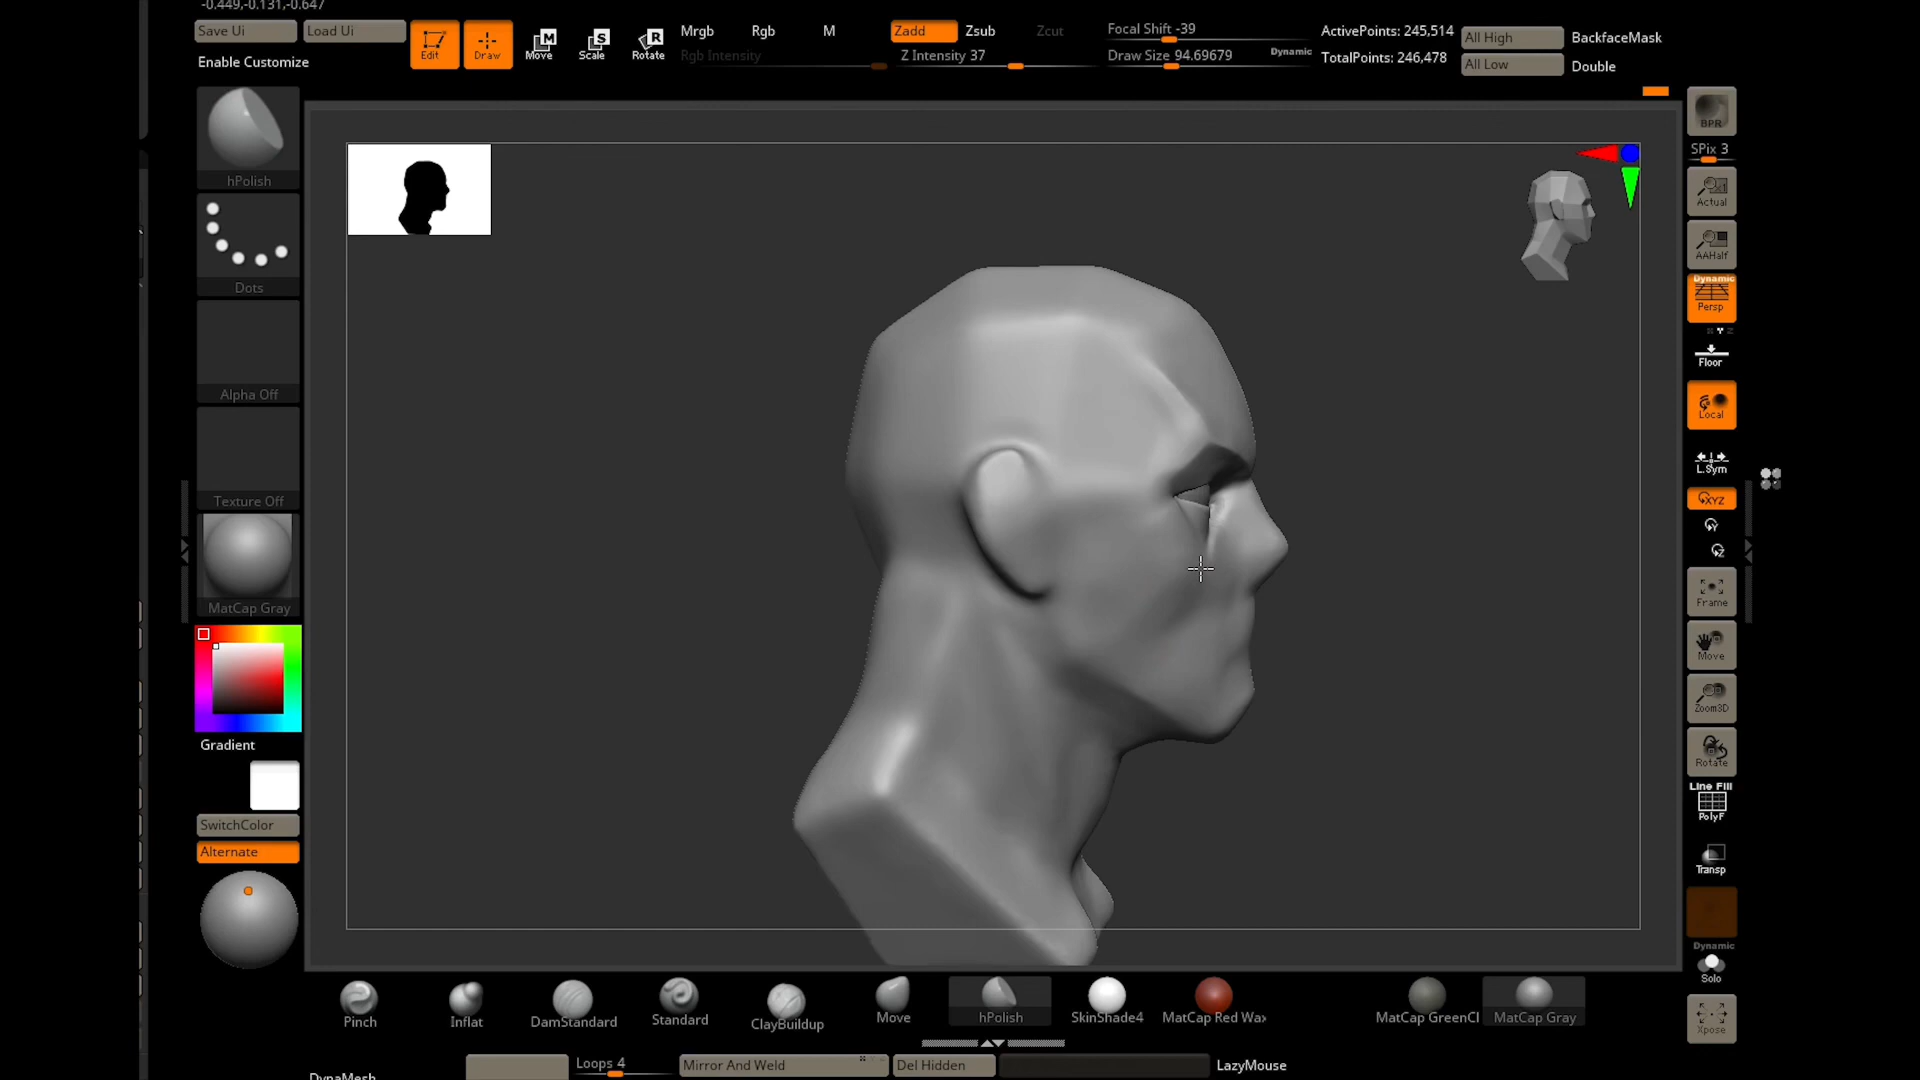 -0.449,-0.131,-0.647
Save Ui
Load Ui
Enable Customize
Edit
Draw
Move
Scale
Rotate
Mrgb
Rgb
M
Rgb Intensity
Zadd
Zsub
Zcut
Z Intensity 37
Focal Shift -39
Draw Size 94.69679
Dynamic
ActivePoints: 245,514
TotalPoints: 246,478
All High
All Low
BackfaceMask
Double
hPolish
Dots
Alpha Off
Texture Off
MatCap Gray
Gradient
SwitchColor
Alternate
BPR
SPix 3
Actual
AAHalf
Dynamic
Persp
Floor
Local
L.Sym
XYZ
Y
Z
Frame
Move
Zoom3D
Rotate
Line Fill
PolyF
Transp
Dynamic
Solo
Xpose
Pinch
Inflat
DamStandard
Standard
ClayBuildup
Move
hPolish
SkinShade4
MatCap Red Wax
MatCap GreenCl
MatCap Gray
DynaMesh
Loops 4
Mirror And Weld
Del Hidden
LazyMouse